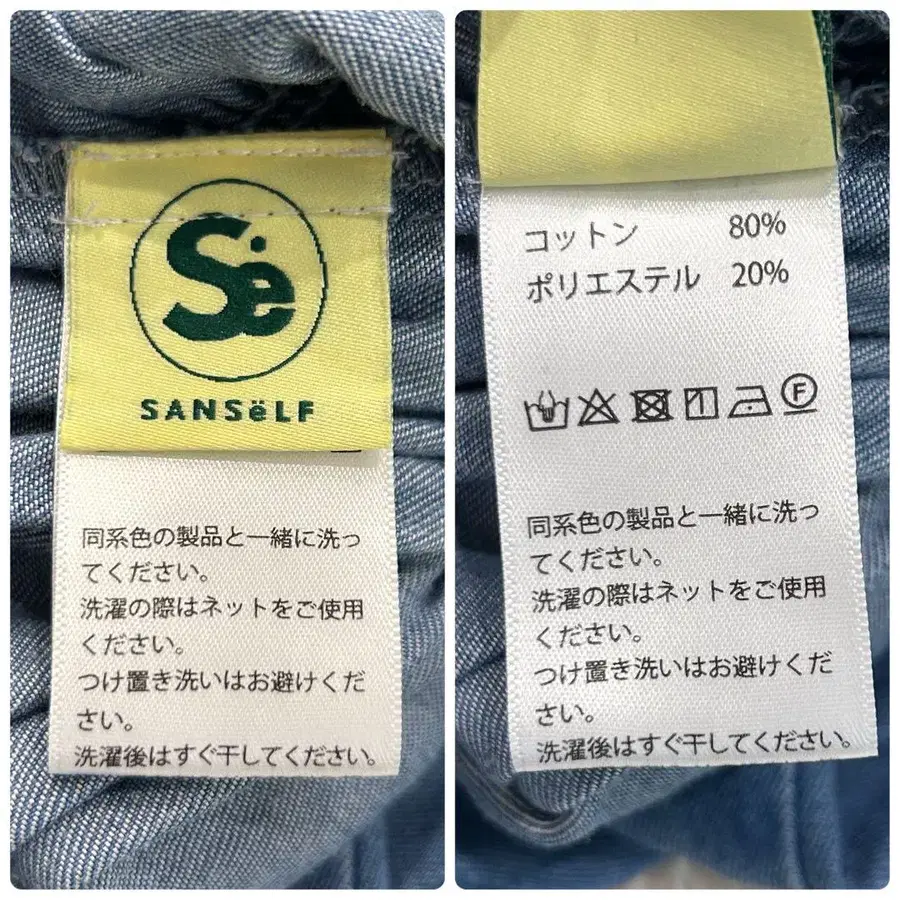 Se
SANSëLF
同系色の製品と一緒に洗っ
てください。
洗濯の際はネットをご使用
ください。
つけ置き洗いはお避けくだ
さい。
洗濯後はすぐ干してください。
コットン 80%
ポリエステル 20%
F
同系色の製品と一緒に洗っ
てください。
洗濯の際はネットをご使用
ください。
つけ置き洗いはお避けくだ
さい。
洗濯後はすぐ干してください。